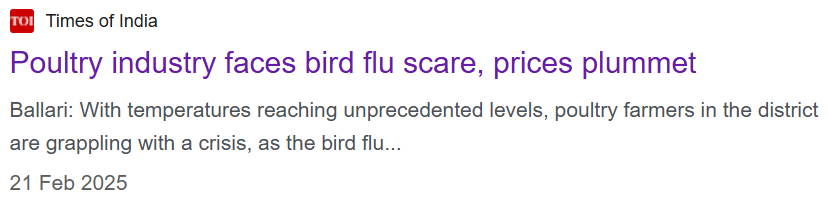 TOI Times of India
Poultry industry faces bird flu scare, prices plummet
Ballari: With temperatures reaching unprecedented levels, poultry farmers in the district
are grappling with a crisis, as the bird flu...
21 Feb 2025